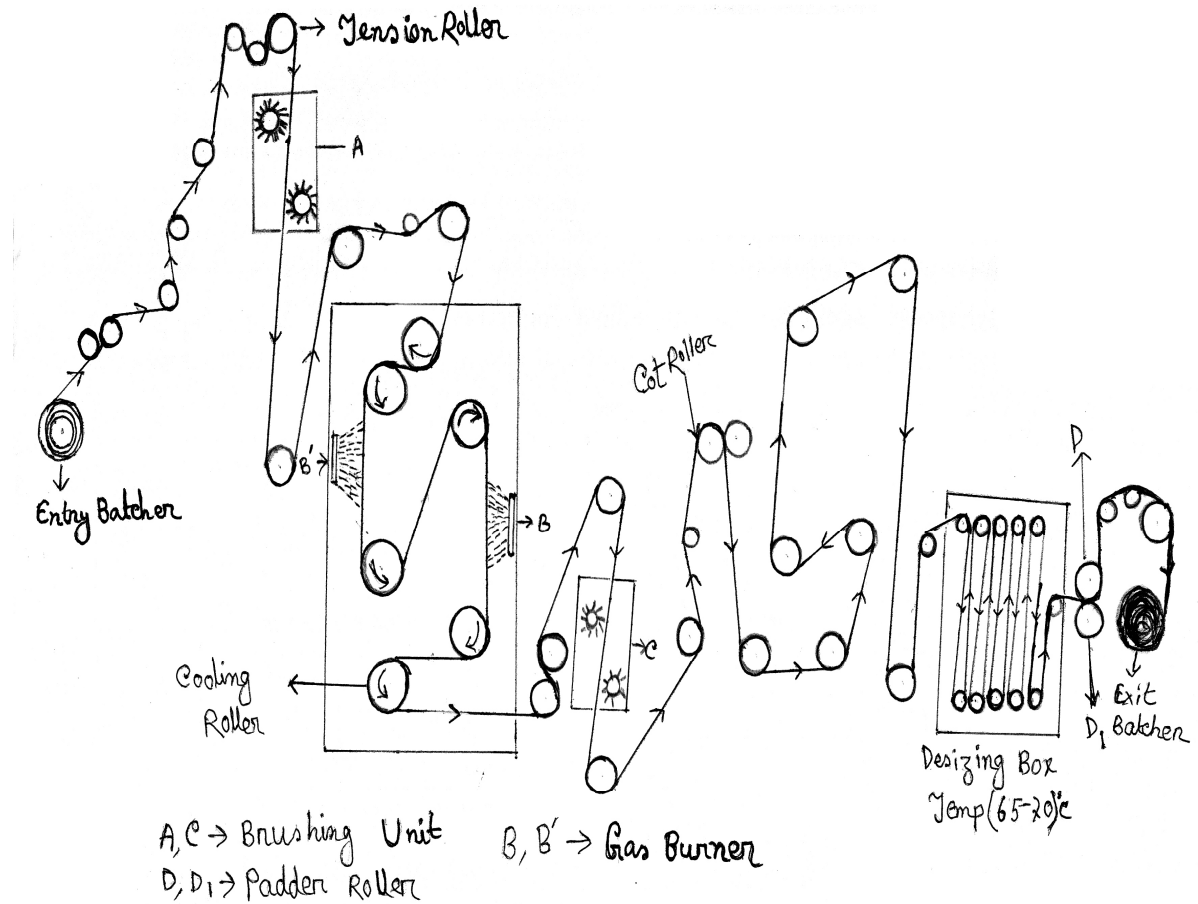 Tension Roller
A
Cot Roller
B'
Entry Batcher
B
D
C
Cooling
Roller
Exit
D1 Batcher
Desizing Box
Temp (65-70)°c
A, C → Brushing Unit
B, B' → Gas Burner
D, D1 → Padder Roller